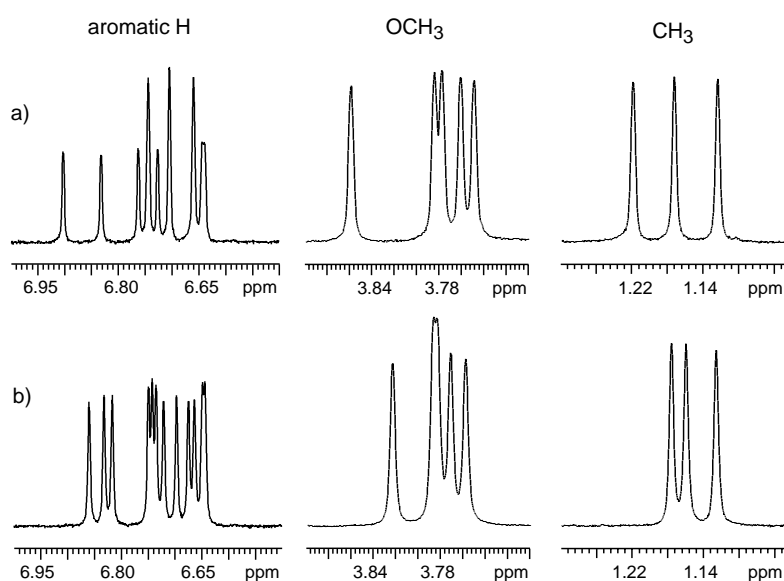 aromatic H OCH3 CH3
a)
6.95 6.80 6.65 ppm 3.84 3.78 ppm 1.22 1.14 ppm
b)
6.95 6.80 6.65 ppm 3.84 3.78 ppm 1.22 1.14 ppm